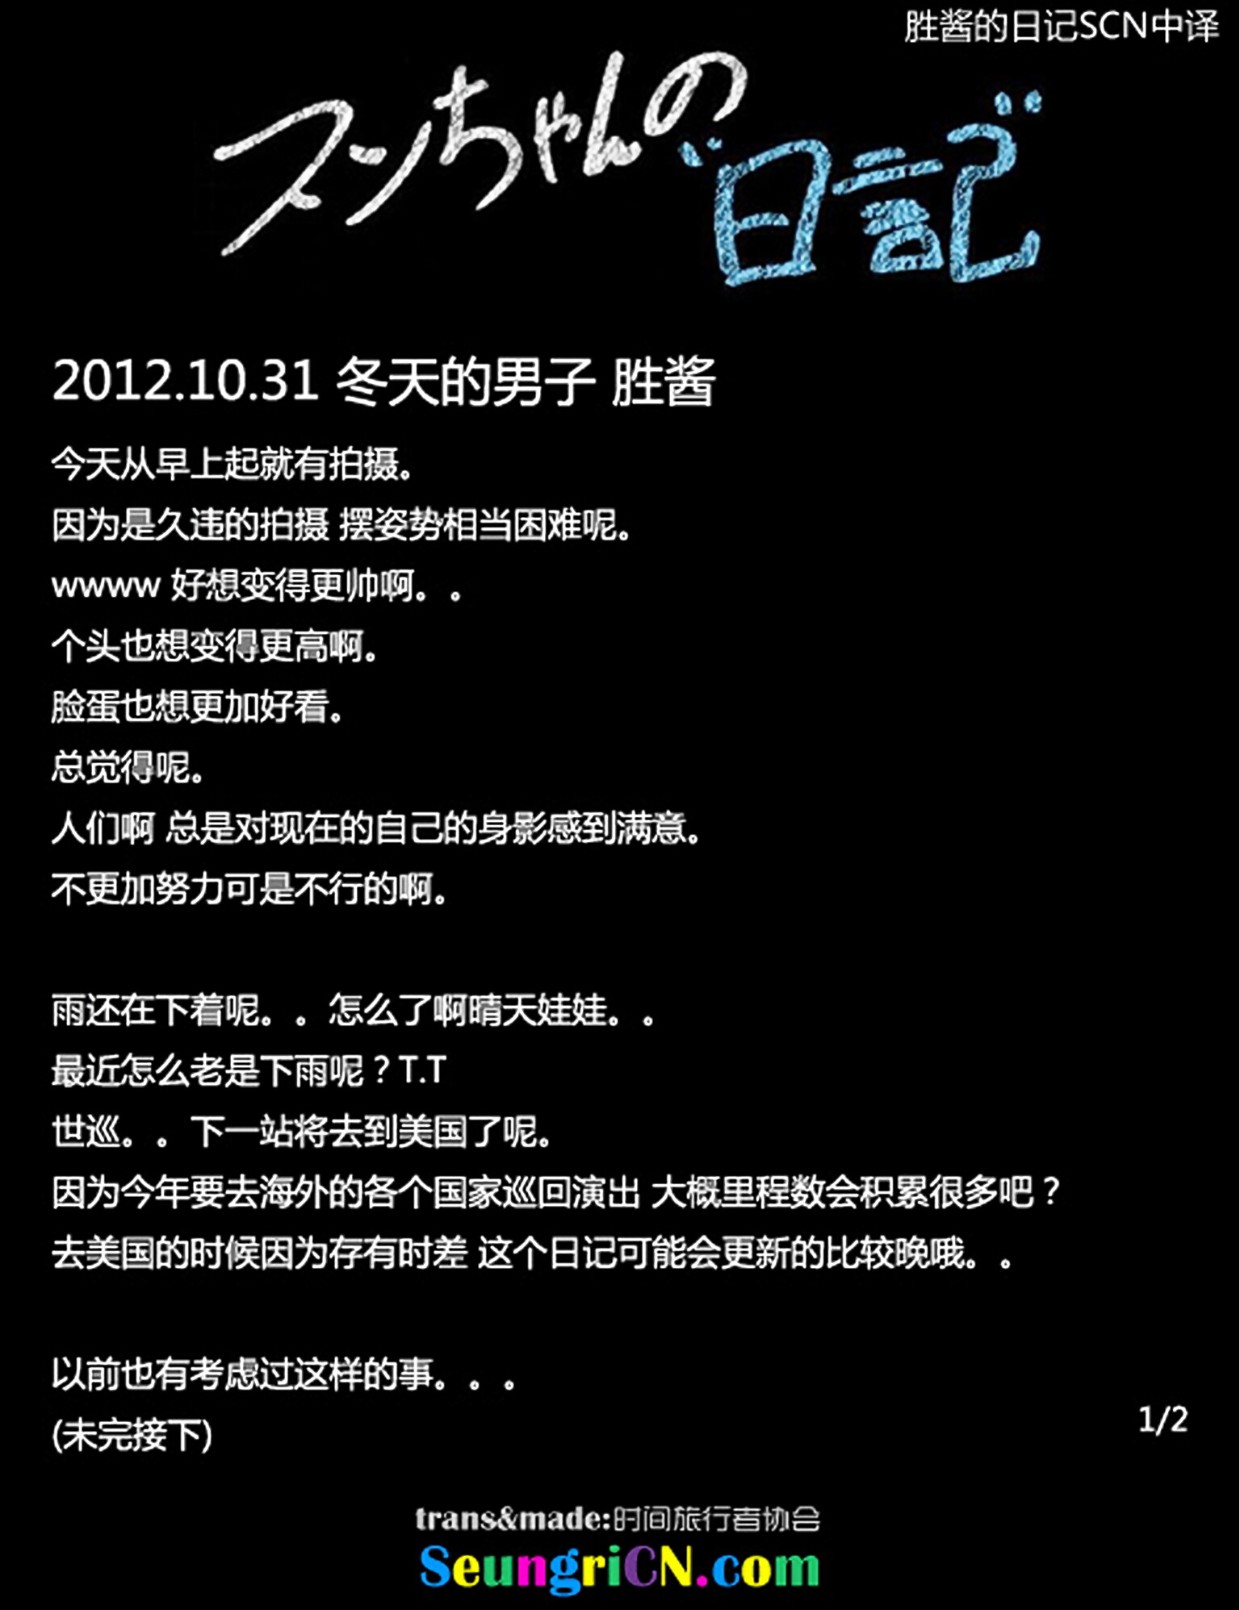 胜酱的日记SCN中译
スンちゃんの
日記
2012.10.31 冬天的男子 胜酱
今天从早上起就有拍摄。
因为是久违的拍摄 摆姿势相当困难呢。
wwww 好想变得更帅啊。。
个头也想变得更高啊。
脸蛋也想更加好看。
总觉得呢。
人们啊 总是对现在的自己的身影感到满意。
不更加努力可是不行的啊。
雨还在下着呢。。怎么了啊晴天娃娃。。
最近怎么老是下雨呢？T.T
世巡。。下一站将去到美国了呢。
因为今年要去海外的各个国家巡回演出 大概里程数会积累很多吧？
去美国的时候因为存有时差 这个日记可能会更新的比较晚哦。。
以前也有考虑过这样的事。。。
(未完接下)
1/2
trans&made:时间旅行者协会
SeungriCN.com